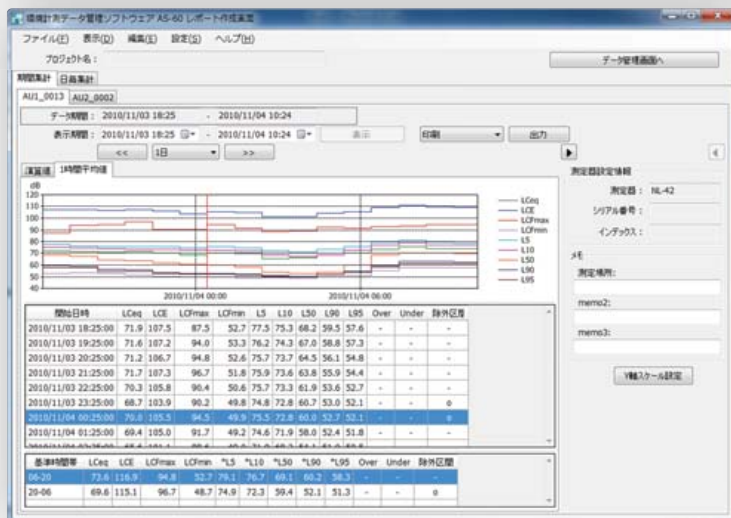 環境計測データ管理ソフトウェア AS-60 レポート作成画面
ファイル(F) 表示(D) 編集(E) 設定(S) ヘルプ(H)
プロジェクト名：
データ管理画面へ
期間集計 日毎集計
AU1_0013 AU2_0002
データ期間： 2010/11/03 18:25 - 2010/11/04 10:24
表示期間： 2010/11/03 18:25 - 2010/11/04 10:24 表示 印刷 出力
<< 1日 >>
演算値 1時間平均値
dB
120
110
100
90
80
70
60
50
40
2010/11/04 00 2010/11/04 06:00
LCeq
LCE
LCFmax
LCFmin
L5
L10
L50
L90
L95
測定器設定情報
測定器： NL-42
シリアル番号：
インデックス：
メモ
測定場所：
memo2:
memo3:
Y軸スケール設定
開始日時 LCeq LCE LCFmax LCFmin L5 L10 L50 L90 L95 Over Under 除外区間
2010/11/03 18:25:00 71.9 107.5 87.5 52.7 77.5 75.3 68.2 59.5 57.6 - - -
2010/11/03 19:25:00 71.6 107.2 94.0 53.3 76.2 74.3 67.0 58.8 57.3 - - -
2010/11/03 20:25:00 71.2 106.7 94.8 52.6 75.7 73.7 64.5 56.1 54.8 - - -
2010/11/03 21:25:00 71.7 107.3 96.7 51.8 75.9 73.6 63.8 55.9 54.4 - - -
2010/11/03 22:25:00 70.3 105.8 90.4 50.6 75.7 73.3 61.9 53.6 52.7 - - -
2010/11/03 23:25:00 68.7 103.9 90.2 49.8 74.8 72.8 60.7 53.0 52.1 - - o
2010/11/04 00:25:00 70.0 105.5 94.5 49.9 75.5 72.8 60.0 52.7 52.1 - - o
2010/11/04 01:25:00 69.4 105.0 91.7 49.2 74.6 71.9 58.0 52.4 51.8 - - -
基準時間帯 LCeq LCE LCFmax LCFmin *L5 *L10 *L50 *L90 *L95 Over Under 除外区間
06-20 73.6 116.9 94.8 52.7 79.1 76.7 69.1 60.2 58.3 - - -
20-06 69.6 115.1 96.7 48.7 74.9 72.3 59.4 52.1 51.3 - - o